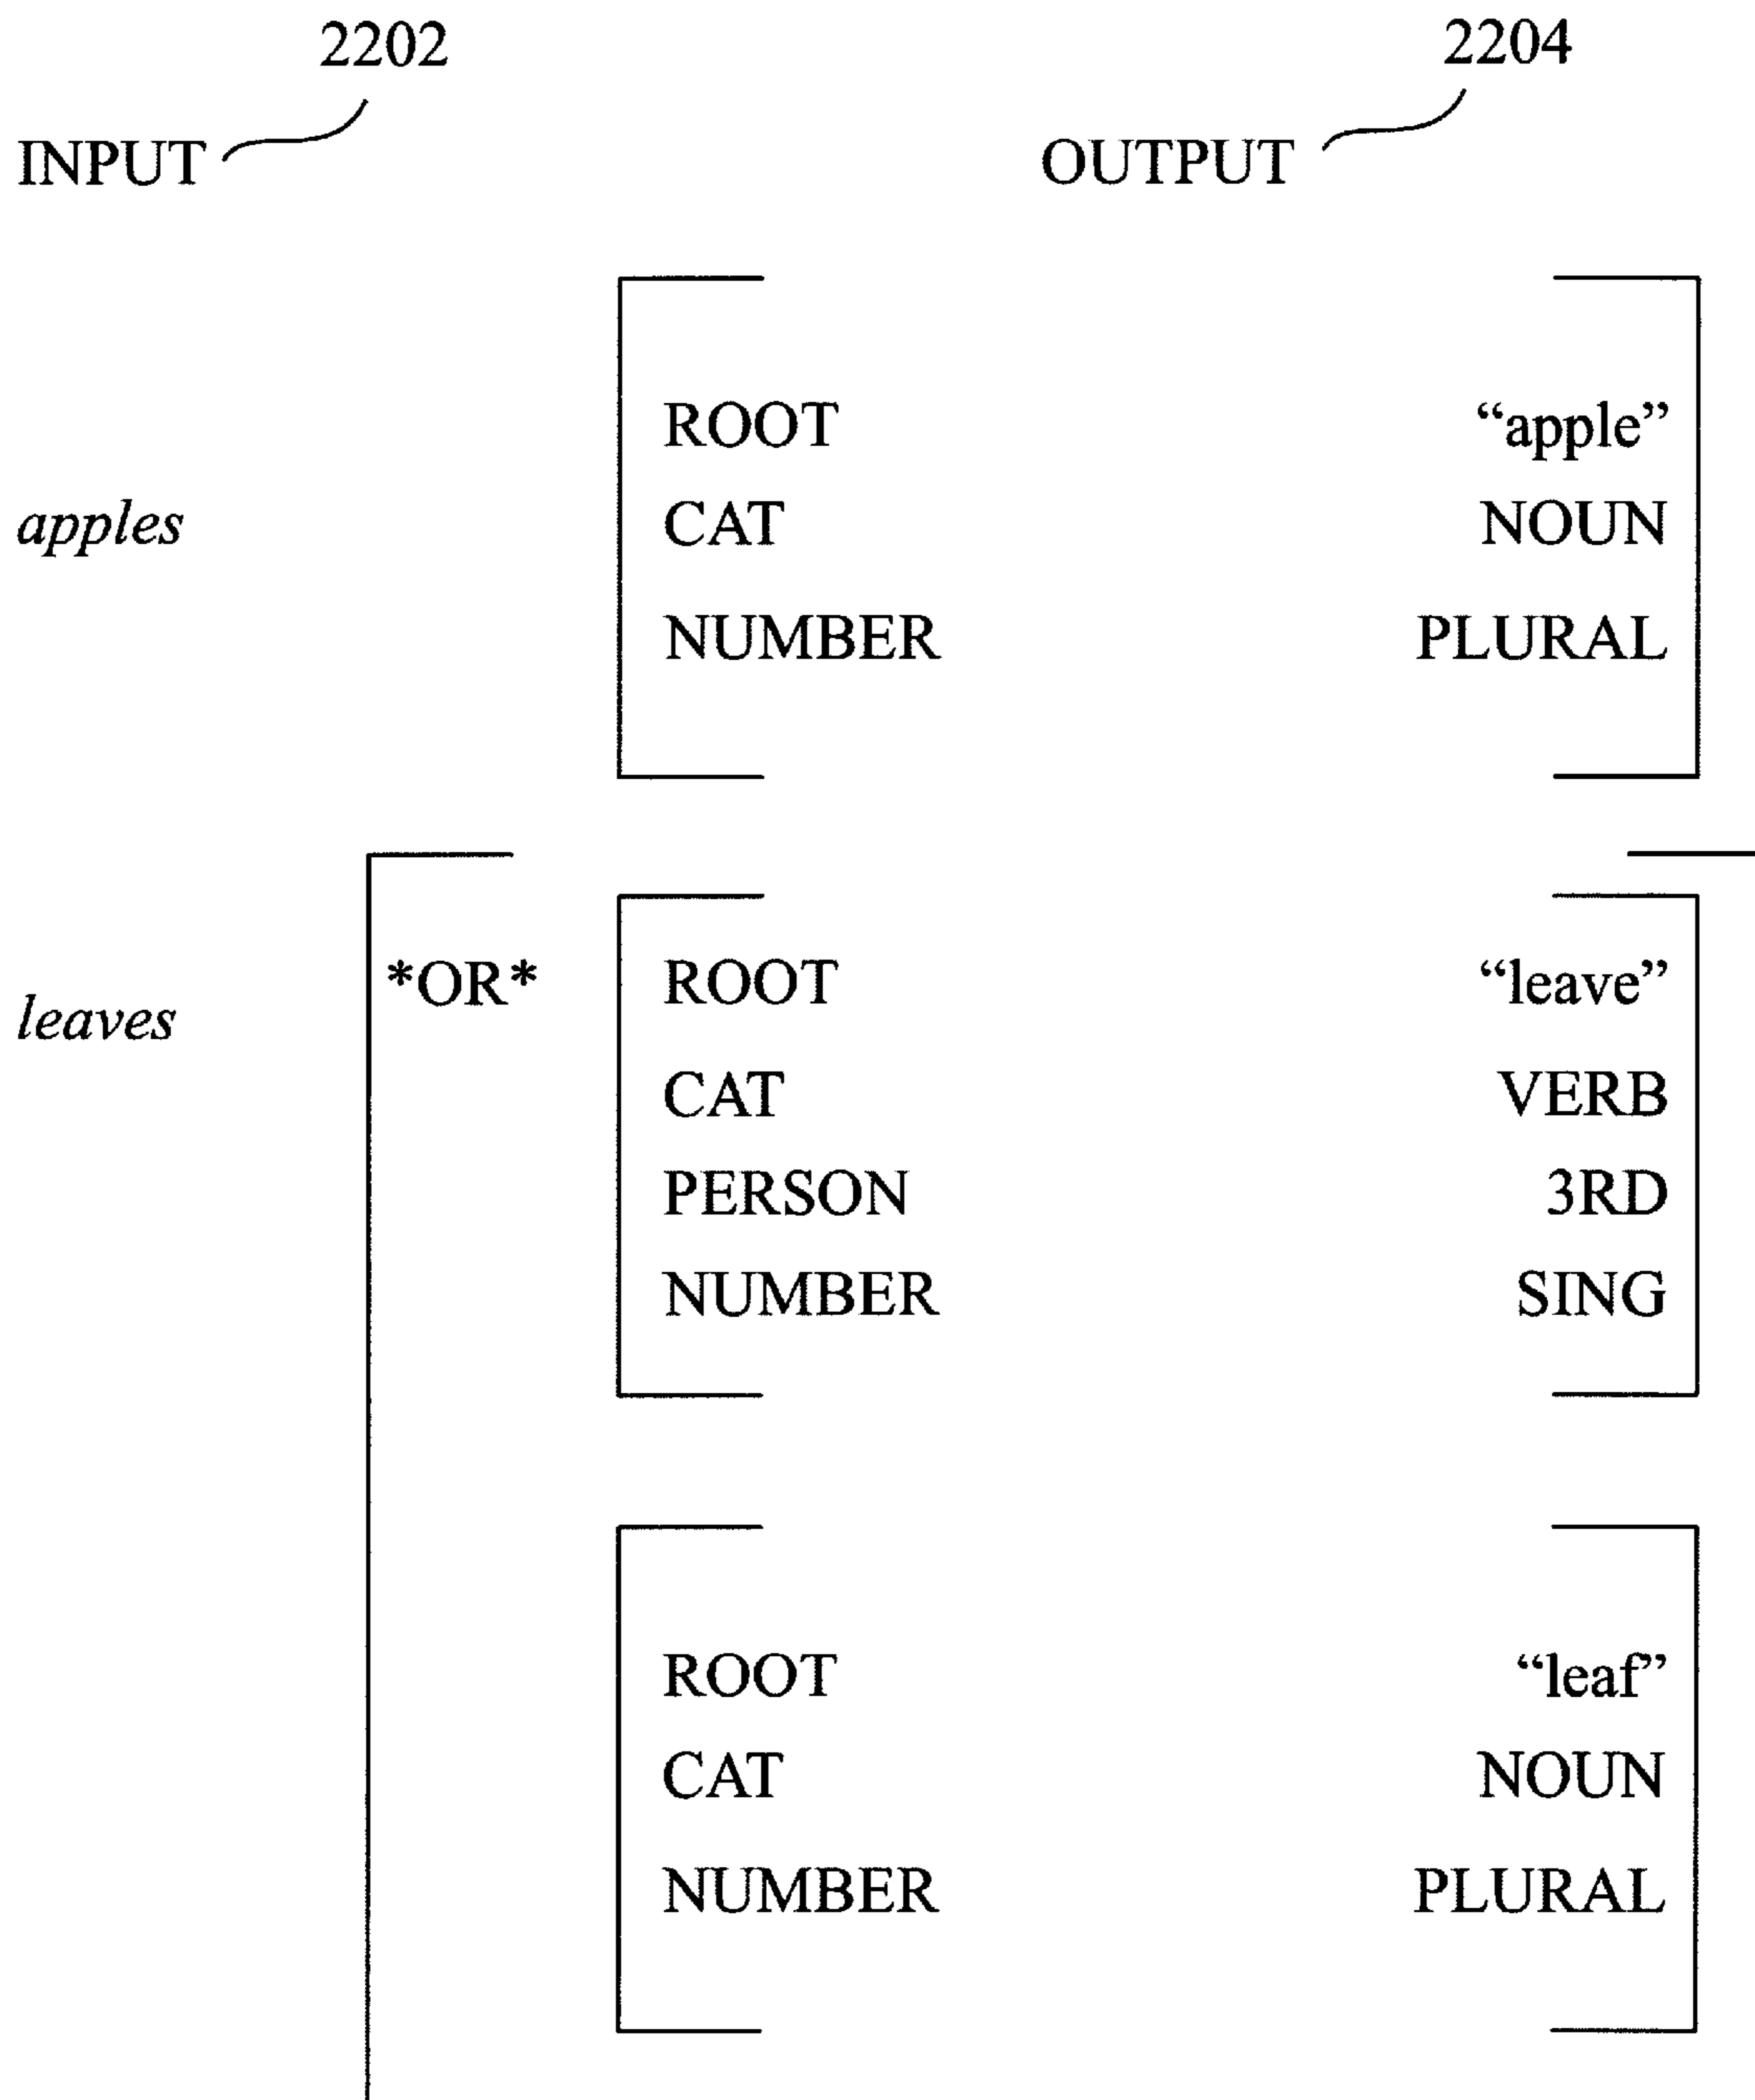 2202 2204
INPUT OUTPUT
ROOT “apple”
apples CAT NOUN
NUMBER PLURAL
*OR* ROOT “leave”
leaves
CAT VERB
PERSON 3RD
NUMBER SING
ROOT “leaf”
CAT NOUN
NUMBER PLURAL